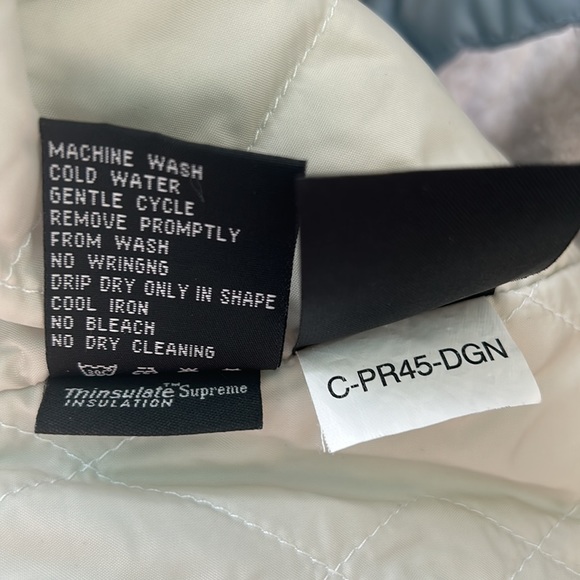 MACHINE WASH
COLD WATER
GENTLE CYCLE
REMOVE PROMPTLY
FROM WASH
NO WRINGNG
DRIP DRY ONLY IN SHAPE
COOL IRON
NO BLEACH
NO DRY CLEANING
Thinsulate™ Supreme
INSULATION
C-PR45-DGN